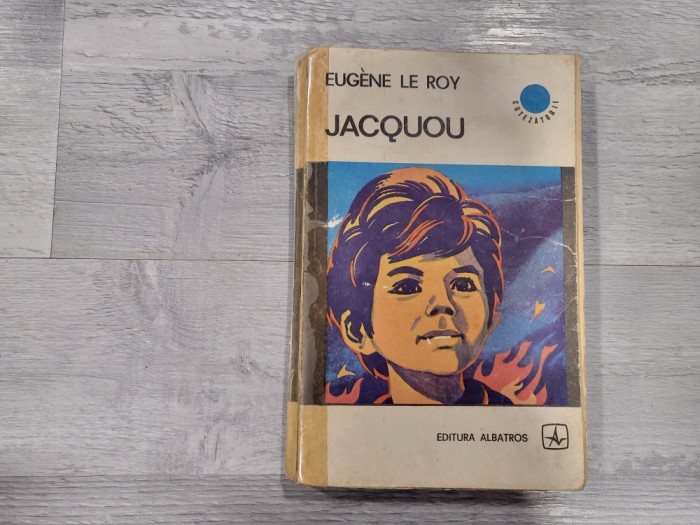 EUGÈNE LE ROY
CUTEZĂTORII
JACQUOU
EDITURA ALBATROS